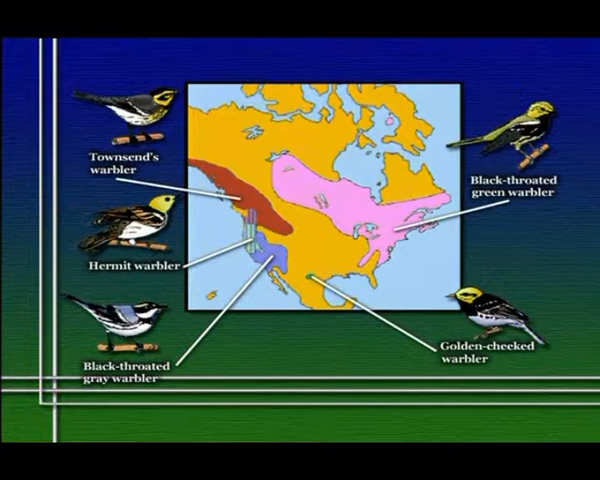 Townsend's
warbler
Black-throated
green warbler
Hermit warbler
Golden-cheeked
warbler
Black-throated
gray warbler